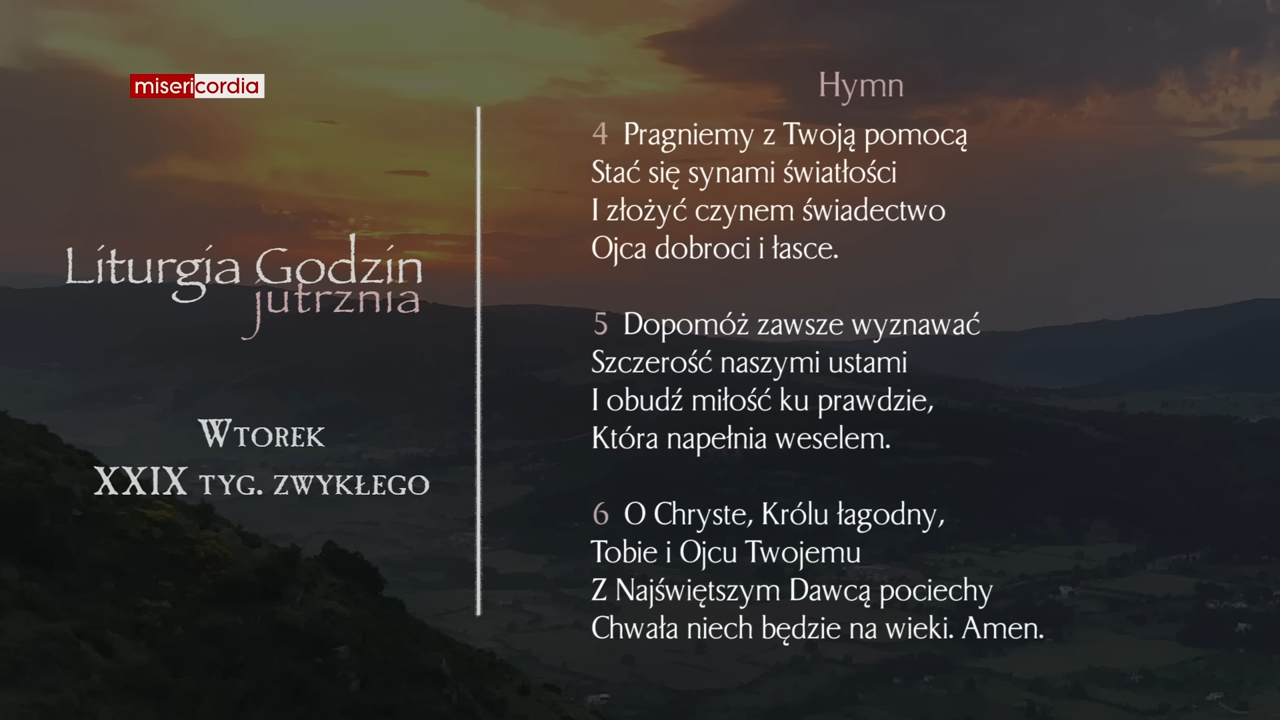 misericordia
Liturgia Godzin
jutrznia
Wtorek
XXIX tyg. zwykłego
Hymn
4 Pragniemy z Twoją pomocą
Stać się synami światłości
I złożyć czynem świadectwo
Ojca dobroci i łasce.
5 Dopomóż zawsze wyznawać
Szczerość naszymi ustami
I obudź miłość ku prawdzie,
Która napełnia weselem.
6 O Chryste, Królu łagodny,
Tobie i Ojcu Twojemu
Z Najświętszym Dawcą pociechy
Chwała niech będzie na wieki. Amen.